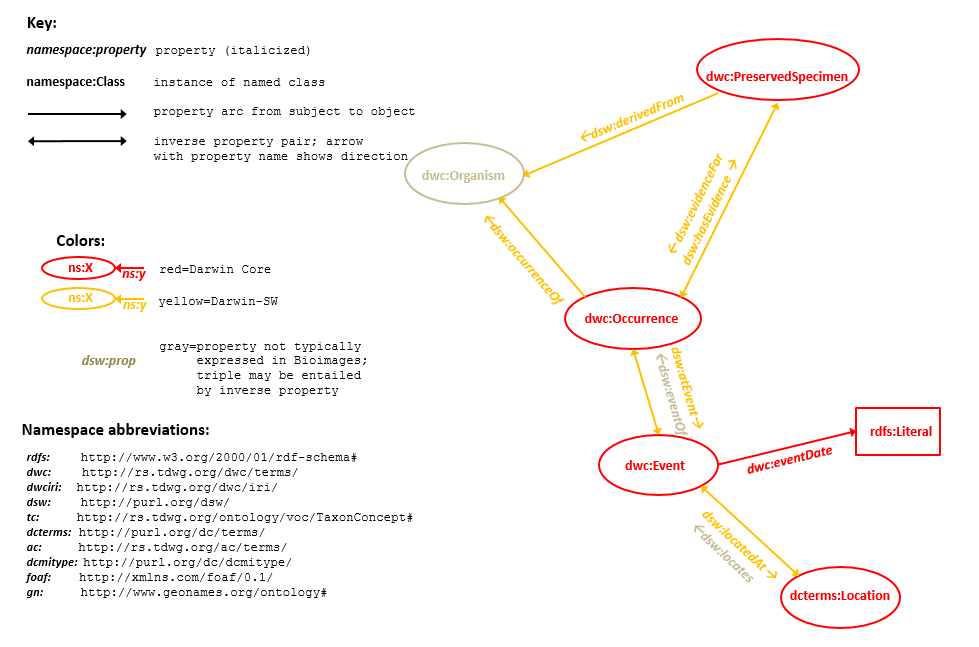 Key:
namespace:property property (italicized)
namespace:Class instance of named class
property arc from subject to object
inverse property pair; arrow
with property name shows direction
Colors:
ns:X ns:y red=Darwin Core
ns:X ns:y yellow=Darwin-SW
dsw:prop gray=property not typically
expressed in Bioimages;
triple may be entailed
by inverse property
Namespace abbreviations:
rdfs: http://www.w3.org/2000/01/rdf-schema#
dwc: http://rs.tdwg.org/dwc/terms/
dwciri: http://rs.tdwg.org/dwc/iri/
dsw: http://purl.org/dsw/
tc: http://rs.tdwg.org/ontology/voc/TaxonConcept#
dcterms: http://purl.org/dc/terms/
ac: http://rs.tdwg.org/ac/terms/
dcmitype: http://purl.org/dc/dcmitype/
foaf: http://xmlns.com/foaf/0.1/
gn: http://www.geonames.org/ontology#
dwc:PreservedSpecimen
←dsw:derivedFrom
dwc:Organism
← dsw:evidenceFor
dsw:hasEvidence →
←dsw:occurrenceOf
dwc:Occurrence
dsw:atEvent→
←dsw:eventOf
rdfs:Literal
dwc:Event
dwc:eventDate
dsw:locatedAt →
←dsw:locates
dcterms:Location